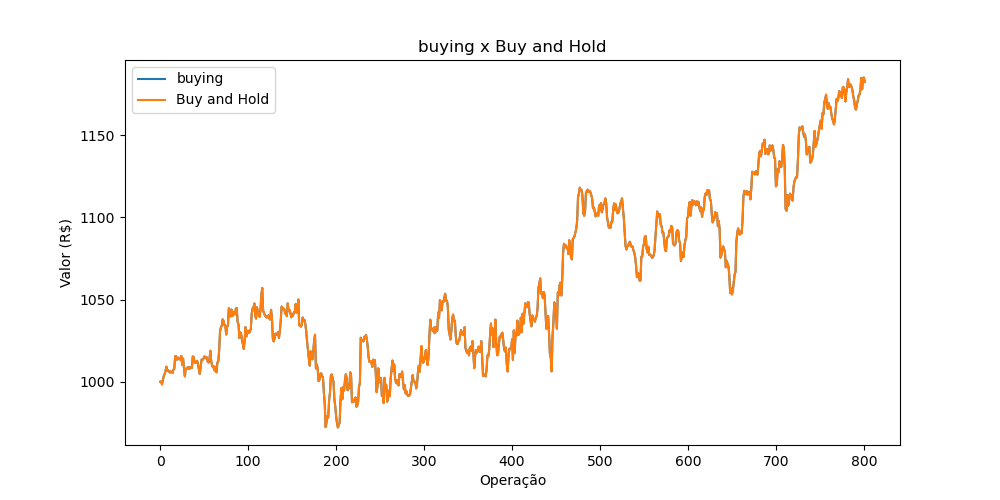 buying x Buy and Hold
buying
Buy and Hold
Valor (R$)
1150
1100
1050
1000
0 100 200 300 400 500 600 700 800
Operação